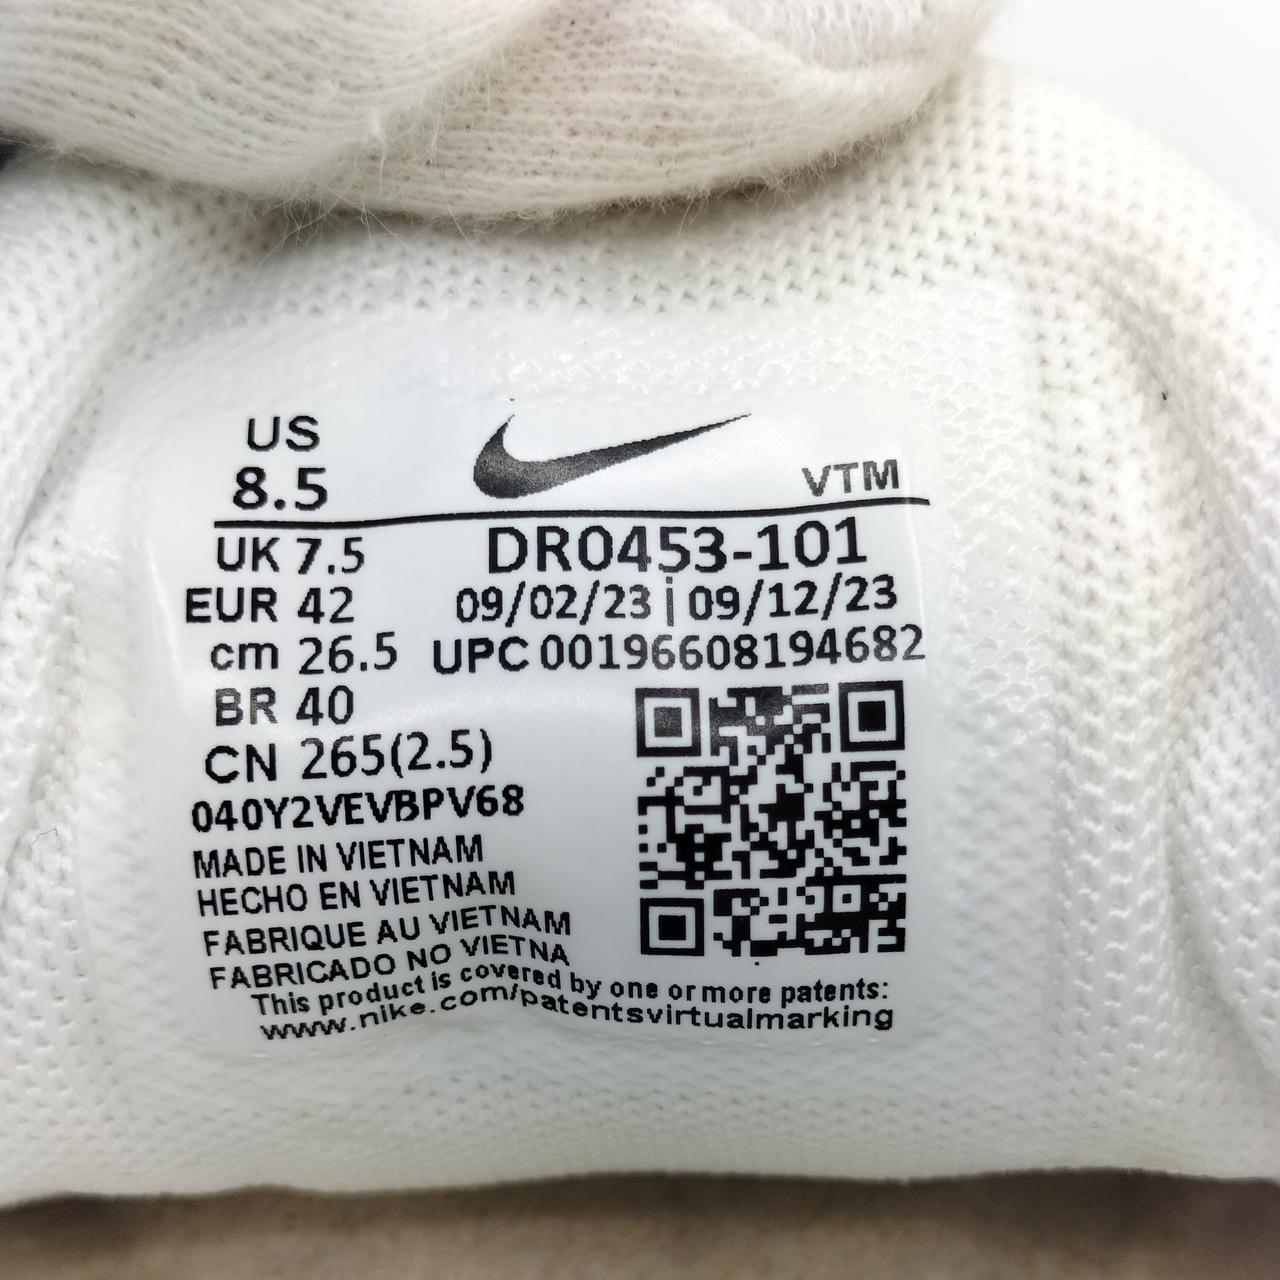 US
8.5
VTM
UK 7.5
DR0453-101
EUR 42
09/02/23 | 09/12/23
cm 26.5
UPC 00196608194682
BR 40
CN 265(2.5)
040Y2VEVBPV68
MADE IN VIETNAM
HECHO EN VIETNAM
FABRIQUE AU VIETNAM
FABRICADO NO VIETNA
This product is covered by one or more patents:
www.nike.com/patentsvirtualmarking